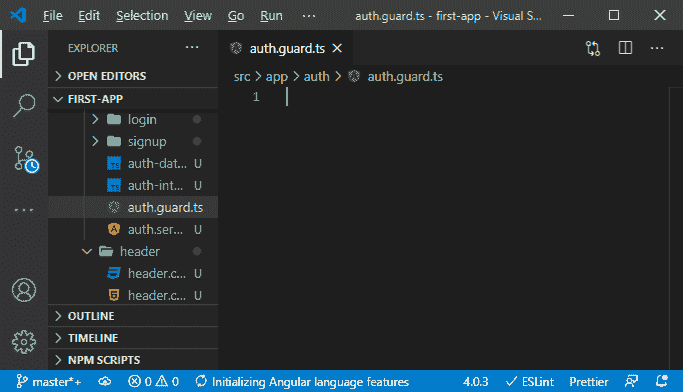 File Edit Selection View Go Run ··· auth.guard.ts - first-app - Visual S...
EXPLORER ···
OPEN EDITORS
FIRST-APP
login
signup
auth-dat... U
auth-int... U
auth.guard.ts
auth.ser... U
header
header.c... U
header.c... U
OUTLINE
TIMELINE
NPM SCRIPTS
auth.guard.ts
src > app > auth > auth.guard.ts
1
master*+ 0 0 Initializing Angular language features 4.0.3 ESLint Prettier